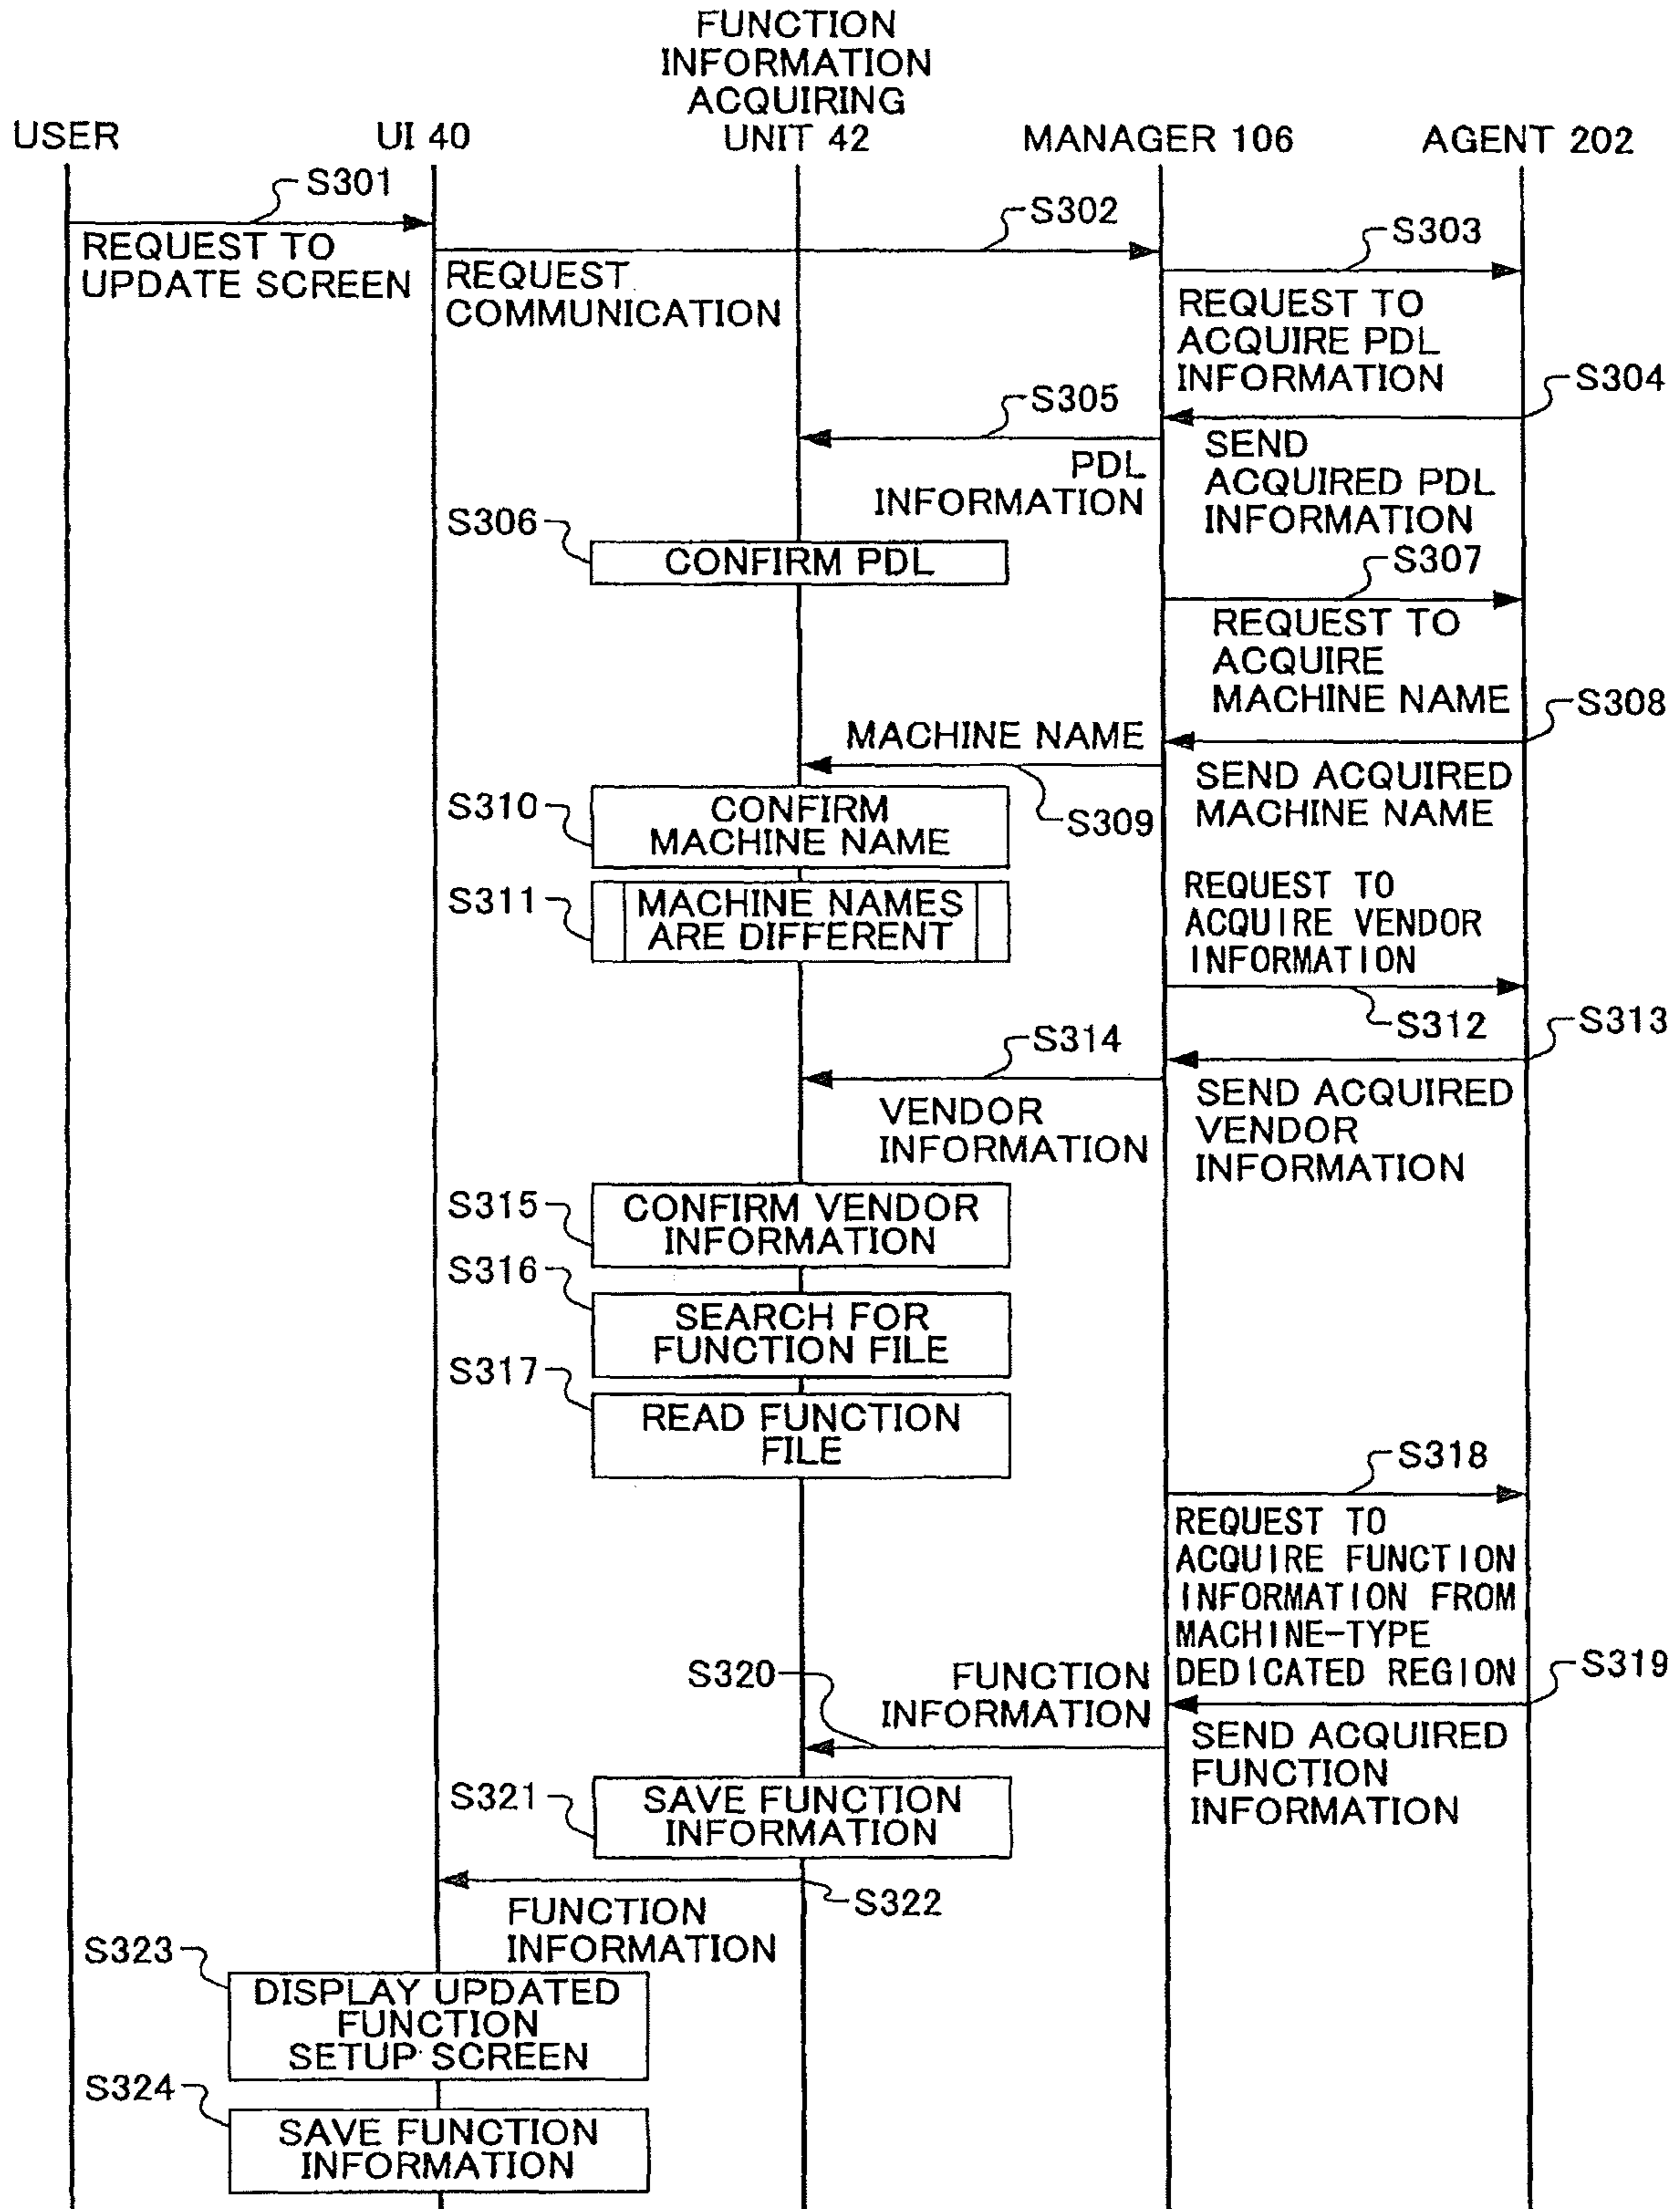 FUNCTION
INFORMATION
ACQUIRING
UNIT 42
USER
UI 40
MANAGER 106
AGENT 202
S301
REQUEST TO
UPDATE SCREEN
S302
REQUEST
COMMUNICATION
S303
REQUEST TO
ACQUIRE PDL
INFORMATION
S304
SEND
ACQUIRED PDL
INFORMATION
S305
PDL
INFORMATION
S306
CONFIRM PDL
S307
REQUEST TO
ACQUIRE
MACHINE NAME
S308
SEND ACQUIRED
MACHINE NAME
MACHINE NAME
S309
S310
CONFIRM
MACHINE NAME
S311
MACHINE NAMES
ARE DIFFERENT
REQUEST TO
ACQUIRE VENDOR
INFORMATION
S312
S313
SEND ACQUIRED
VENDOR
INFORMATION
S314
VENDOR
INFORMATION
S315
CONFIRM VENDOR
INFORMATION
S316
SEARCH FOR
FUNCTION FILE
S317
READ FUNCTION
FILE
S318
REQUEST TO
ACQUIRE FUNCTION
INFORMATION FROM
MACHINE-TYPE
DEDICATED REGION
S319
SEND ACQUIRED
FUNCTION
INFORMATION
S320
FUNCTION
INFORMATION
S321
SAVE FUNCTION
INFORMATION
S322
FUNCTION
INFORMATION
S323
DISPLAY UPDATED
FUNCTION
SETUP SCREEN
S324
SAVE FUNCTION
INFORMATION